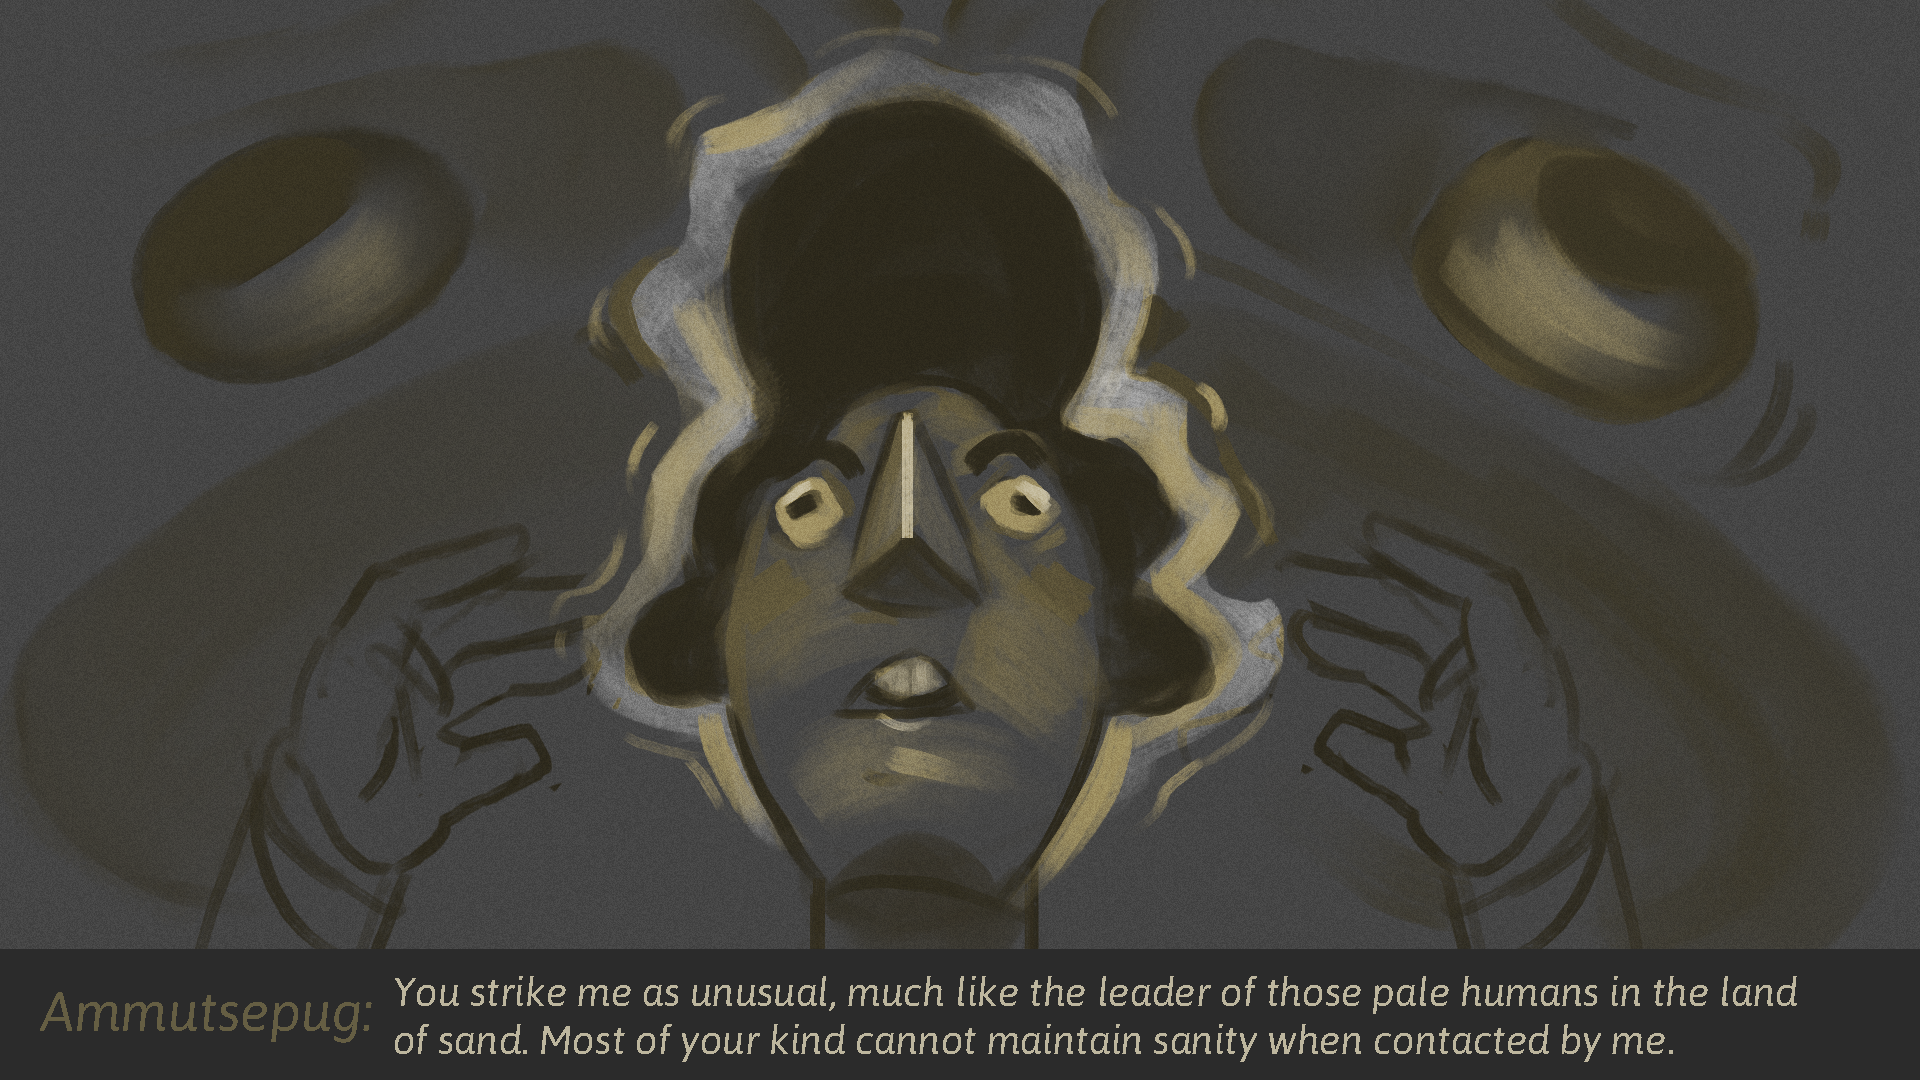 Ammutsepug:
You strike me as unusual, much like the leader of those pale humans in the land
of sand. Most of your kind cannot maintain sanity when contacted by me.